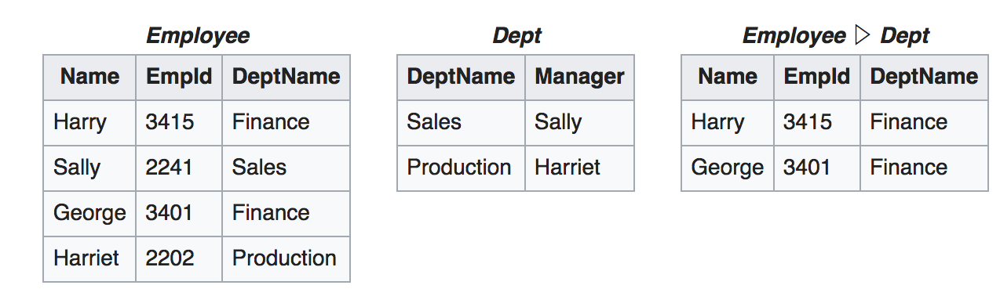 Employee
Name EmpId DeptName
Harry 3415 Finance
Sally 2241 Sales
George 3401 Finance
Harriet 2202 Production
Dept
DeptName Manager
Sales Sally
Production Harriet
Employee ▷ Dept
Name EmpId DeptName
Harry 3415 Finance
George 3401 Finance